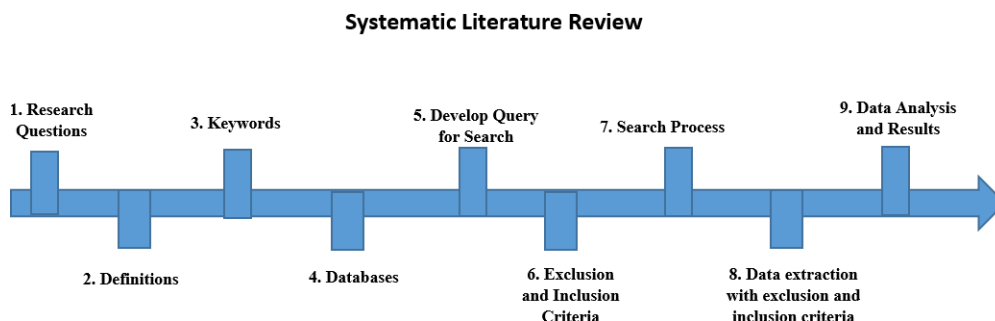 Systematic Literature Review
1. Research
Questions
2. Definitions
3. Keywords
4. Databases
5. Develop Query
for Search
6. Exclusion
and Inclusion
Criteria
7. Search Process
8. Data extraction
with exclusion and
inclusion criteria
9. Data Analysis
and Results